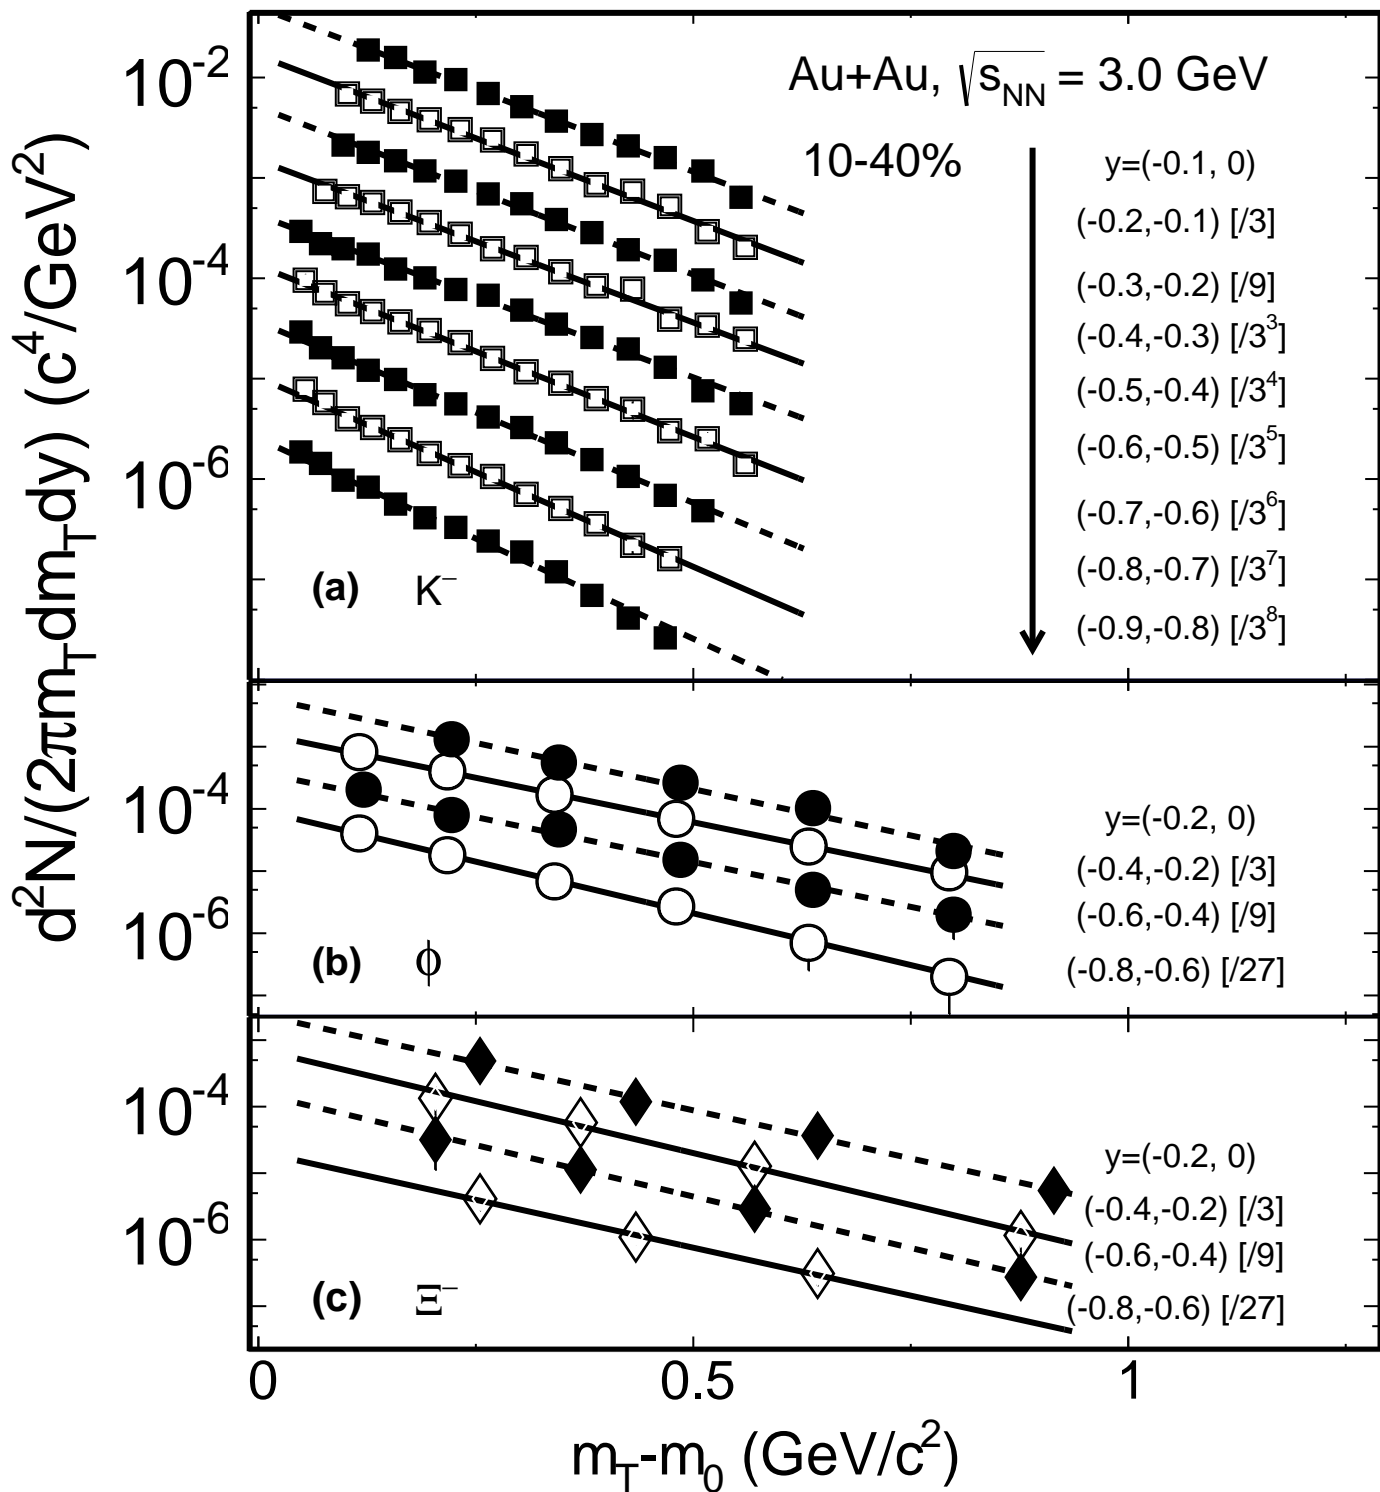 d²N/(2πm_T dm_T dy) (c⁴/GeV²)
Au+Au, √s_NN = 3.0 GeV
10-40%
y=(-0.1, 0)
(-0.2,-0.1) [/3]
(-0.3,-0.2) [/9]
(-0.4,-0.3) [/3³]
(-0.5,-0.4) [/3⁴]
(-0.6,-0.5) [/3⁵]
(-0.7,-0.6) [/3⁶]
(-0.8,-0.7) [/3⁷]
(-0.9,-0.8) [/3⁸]
10⁻²
10⁻⁴
10⁻⁶
(a) K⁻
y=(-0.2, 0)
(-0.4,-0.2) [/3]
(-0.6,-0.4) [/9]
(-0.8,-0.6) [/27]
10⁻⁴
10⁻⁶
(b) ϕ
y=(-0.2, 0)
(-0.4,-0.2) [/3]
(-0.6,-0.4) [/9]
(-0.8,-0.6) [/27]
10⁻⁴
10⁻⁶
(c) Ξ⁻
0 0.5 1
m_T-m₀ (GeV/c²)